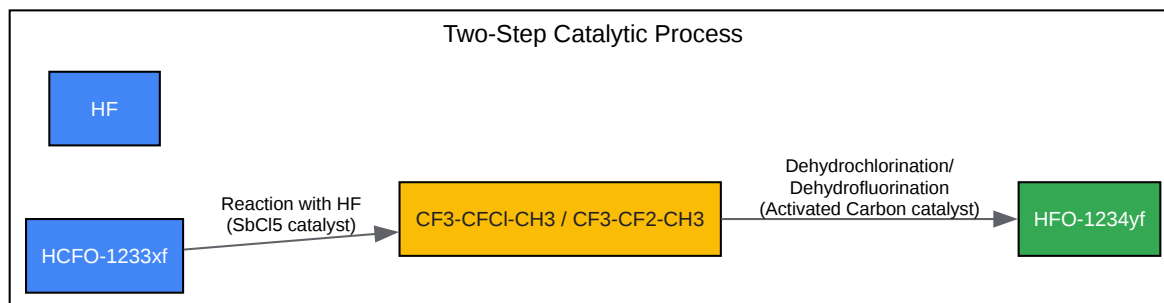 Two-Step Catalytic Process
HF
HCFO-1233xf
Reaction with HF
(SbCl5 catalyst)
CF3-CFCl-CH3 / CF3-CF2-CH3
Dehydrochlorination/
Dehydrofluorination
(Activated Carbon catalyst)
HFO-1234yf